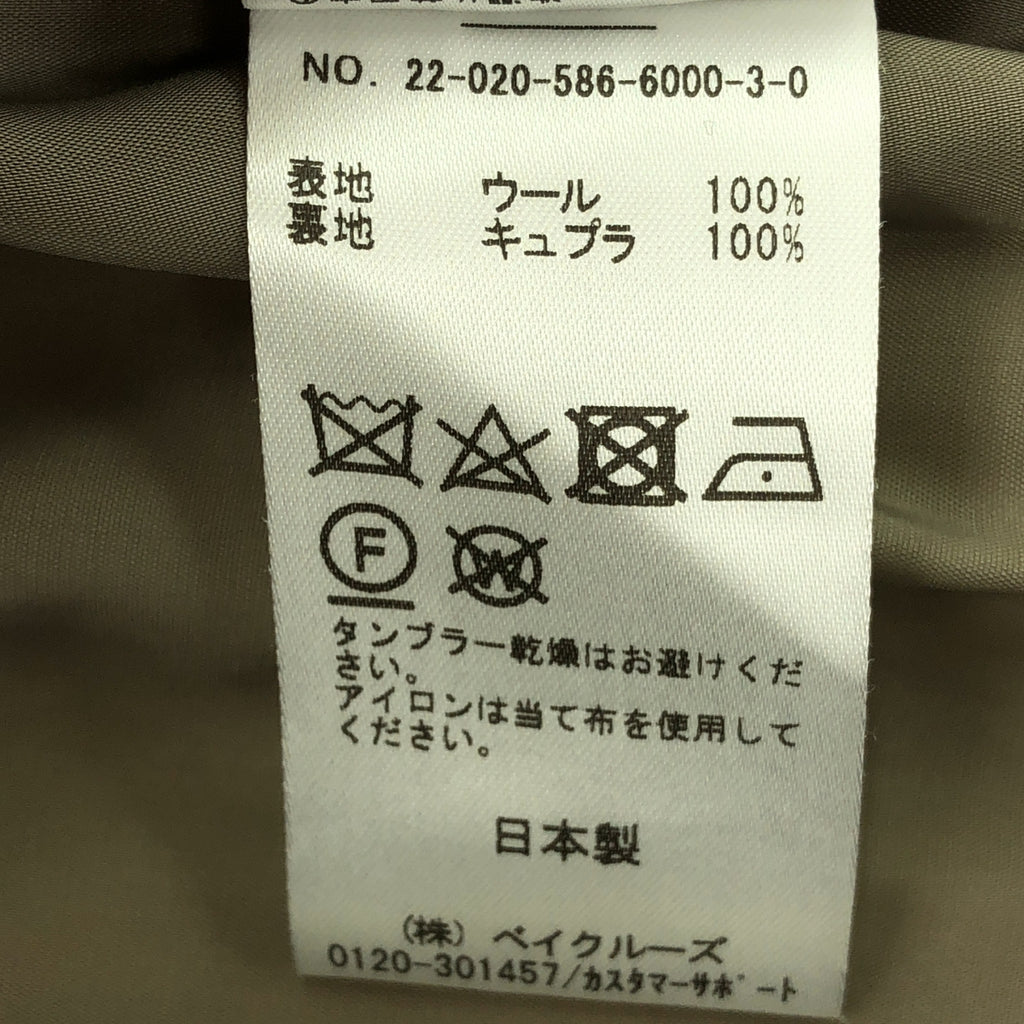 NO. 22-020-586-6000-3-0
表地 ウール 100%
裏地 キュプラ 100%
F W
タンブラー乾燥はお避けくだ
さい。
アイロンは当て布を使用して
ください。
日本製
(株) ベイクルーズ
0120-301457/カスタマーサポート